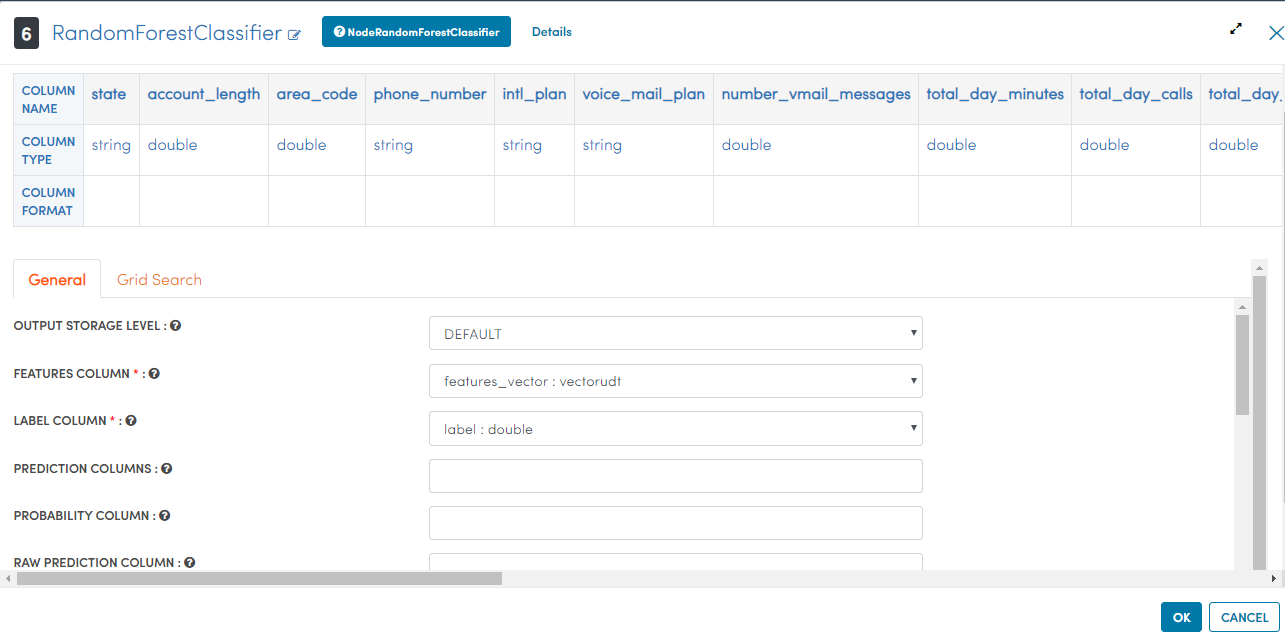 6 RandomForestClassifier NodeRandomForestClassifier Details
COLUMN NAME state account_length area_code phone_number intl_plan voice_mail_plan number_vmail_messages total_day_minutes total_day_calls total_day_
COLUMN TYPE string double double string string string double double double double
COLUMN FORMAT
General Grid Search
OUTPUT STORAGE LEVEL : DEFAULT
FEATURES COLUMN * : features_vector : vectorudt
LABEL COLUMN * : label : double
PREDICTION COLUMNS :
PROBABILITY COLUMN :
RAW PREDICTION COLUMN :
OK CANCEL